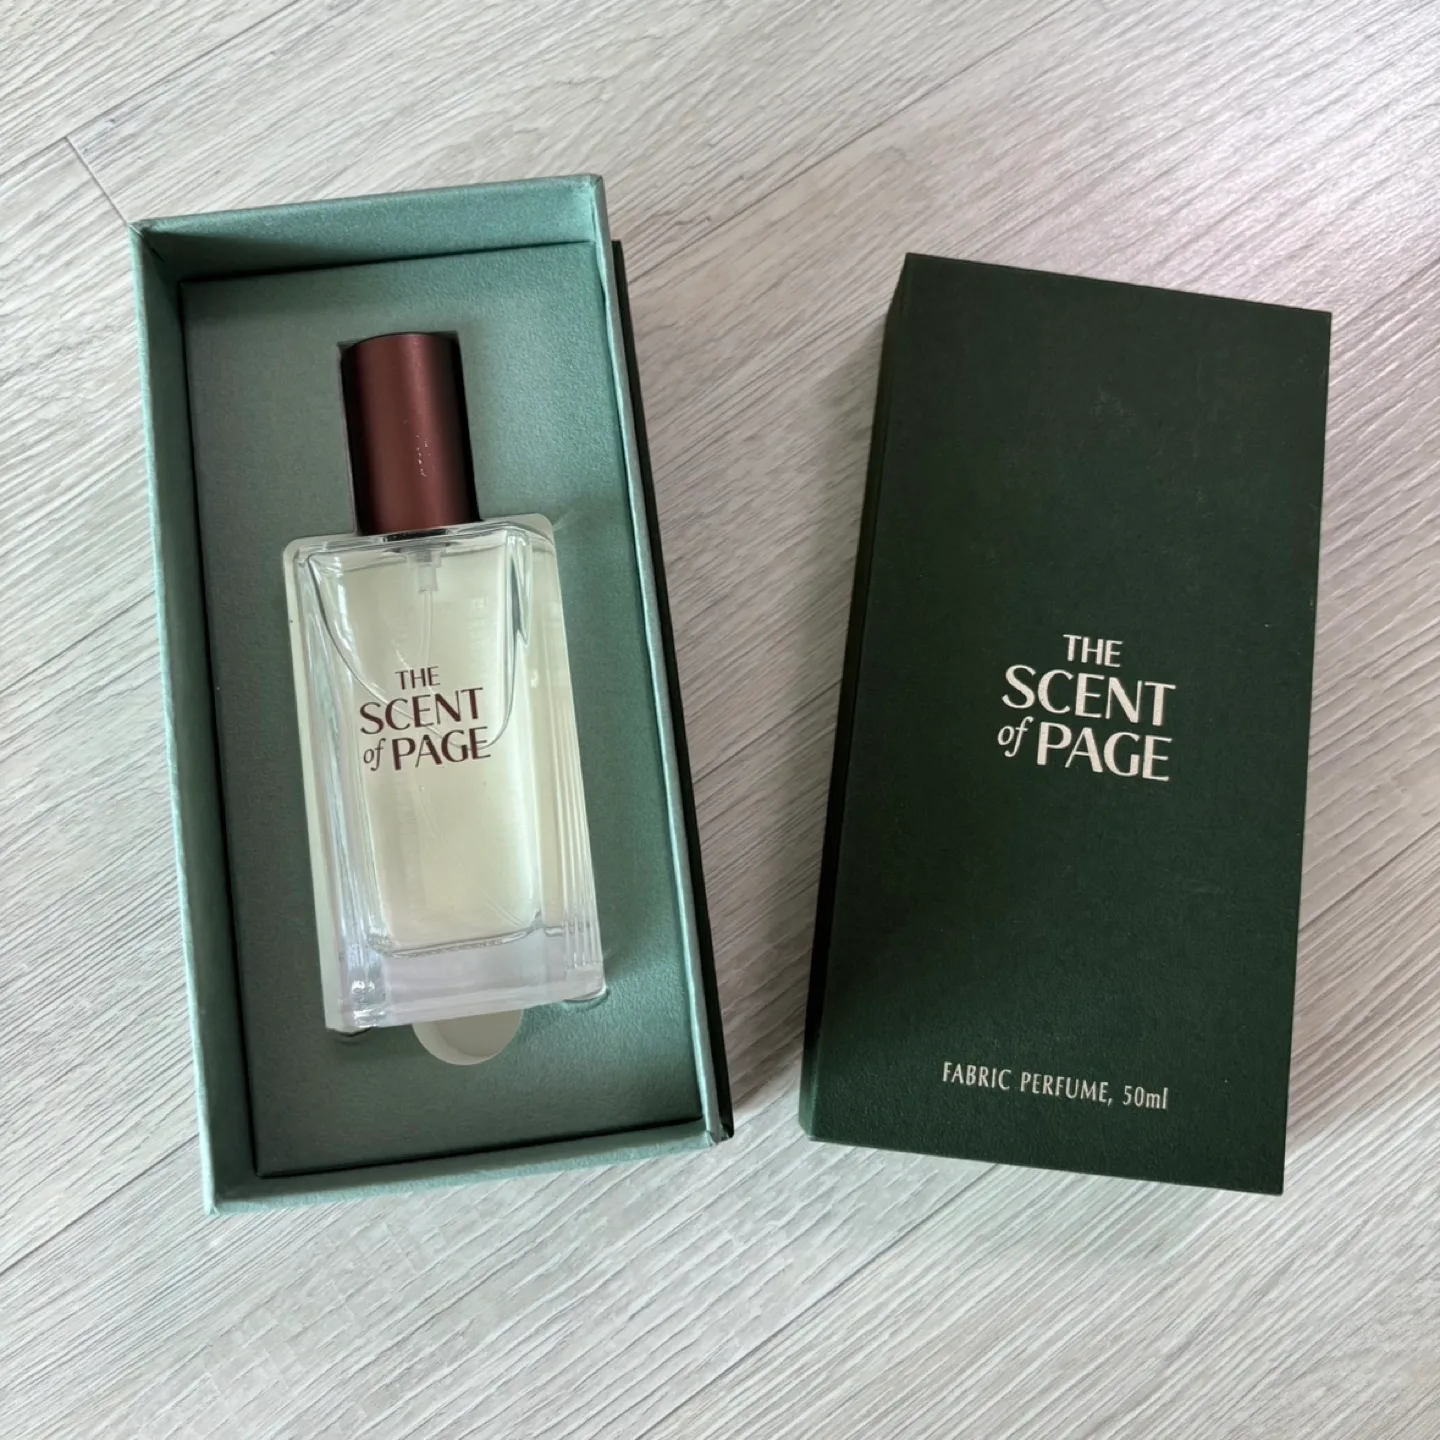 THE
SCENT
of PAGE
THE
SCENT
of PAGE
FABRIC PERFUME, 50ml